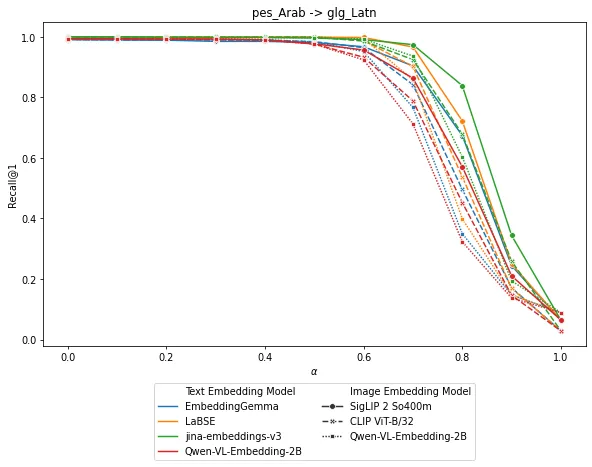 pes_Arab -> glg_Latn
1.0
0.8
0.6
0.4
0.2
0.0
Recall@1
0.0 0.2 0.4 0.6 0.8 1.0
α
Text Embedding Model Image Embedding Model
EmbeddingGemma SigLIP 2 So400m
LaBSE CLIP ViT-B/32
jina-embeddings-v3 Qwen-VL-Embedding-2B
Qwen-VL-Embedding-2B